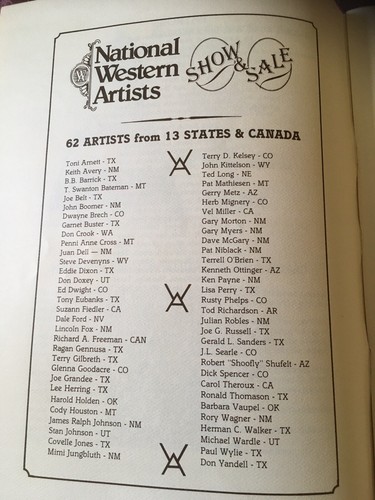 National
Western
Artists
SHOW & SALE
62 ARTISTS from 13 STATES & CANADA
Toni Arnett - TX
Keith Avery - NM
B.B. Barrick - TX
T. Swanton Bateman - MT
Joe Belt - TX
John Boomer - NM
Dwayne Brech - CO
Garnet Buster - TX
Don Crook - WA
Penni Anne Cross - MT
Juan Dell — NM
Steve Devenyns - WY
Eddie Dixon - TX
Don Doxey - UT
Ed Dwight - CO
Tony Eubanks - TX
Suzann Fiedler - CA
Dale Ford - NV
Lincoln Fox - NM
Richard A. Freeman - CAN
Ragan Gennusa - TX
Terry Gilbreth - TX
Glenna Goodacre - CO
Joe Grandee - TX
Lee Herring - TX
Harold Holden - OK
Cody Houston - MT
James Ralph Johnson - NM
Stan Johnson - UT
Covelle Jones - TX
Mimi Jungbluth - NM
Terry D. Kelsey - CO
John Kittelson - WY
Ted Long - NE
Pat Mathiesen - MT
Gerry Metz - AZ
Herb Mignery - CO
Vel Miller - CA
Gary Morton - NM
Gary Myers - NM
Dave McGary - NM
Pat Niblack - NM
Terrell O'Brien - TX
Kenneth Ottinger - AZ
Ken Payne - NM
Lisa Perry - TX
Rusty Phelps - CO
Tod Richardson - AR
Julian Robles - NM
Joe G. Russell - TX
Gerald L. Sanders - TX
J.L. Searle - CO
Robert "Shoofly" Shufelt - AZ
Dick Spencer - CO
Carol Theroux - CA
Ronald Thomason - TX
Barbara Vaupel - OK
Rory Wagner - NM
Herman C. Walker - TX
Michael Wardle - UT
Paul Wylie - TX
Don Yandell - TX